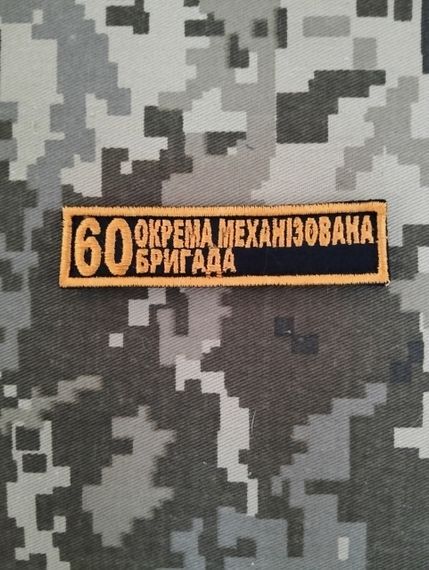 60 ОКРЕМА МЕХАНІЗОВАНА
БРИГАДА